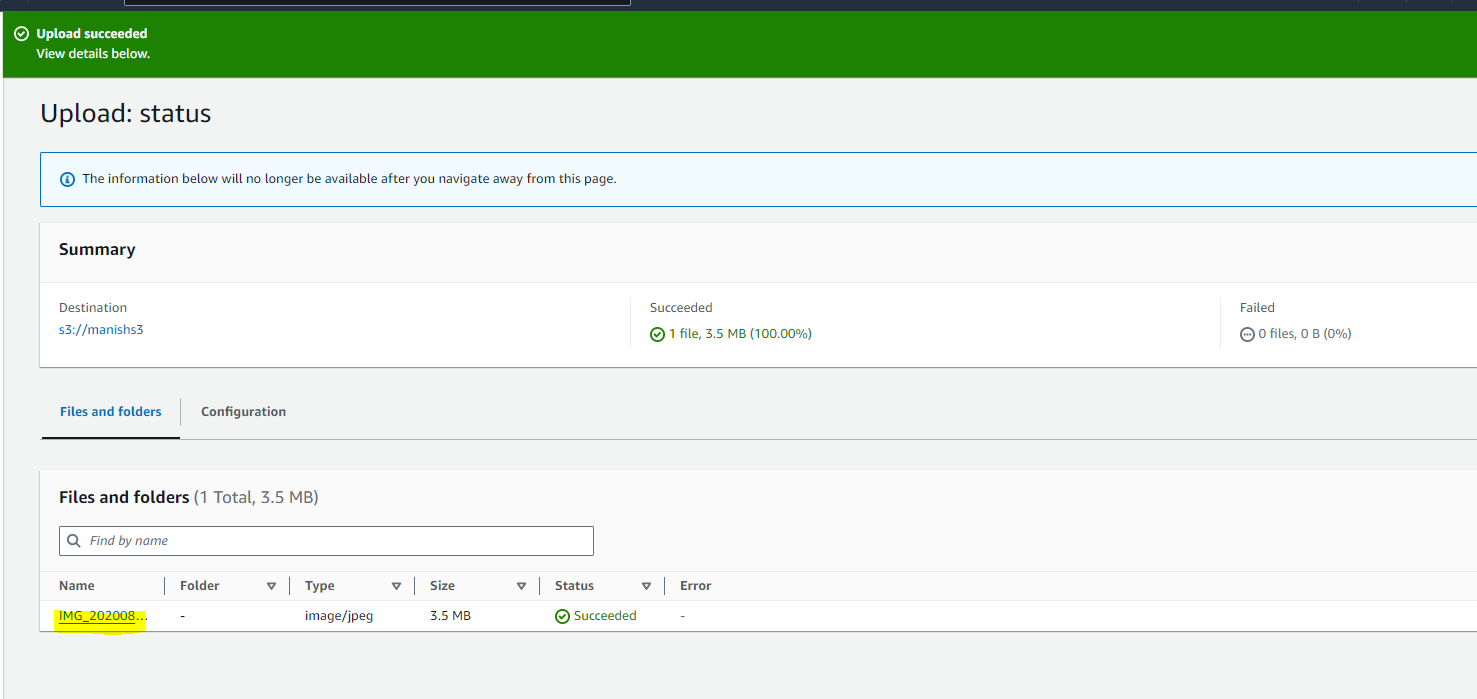 Upload succeeded
View details below.
Upload: status
The information below will no longer be available after you navigate away from this page.
Summary
Destination
s3://manishs3
Succeeded
1 file, 3.5 MB (100.00%)
Failed
0 files, 0 B (0%)
Files and folders Configuration
Files and folders (1 Total, 3.5 MB)
Find by name
Name Folder Type Size Status Error
IMG_202008... - image/jpeg 3.5 MB Succeeded -